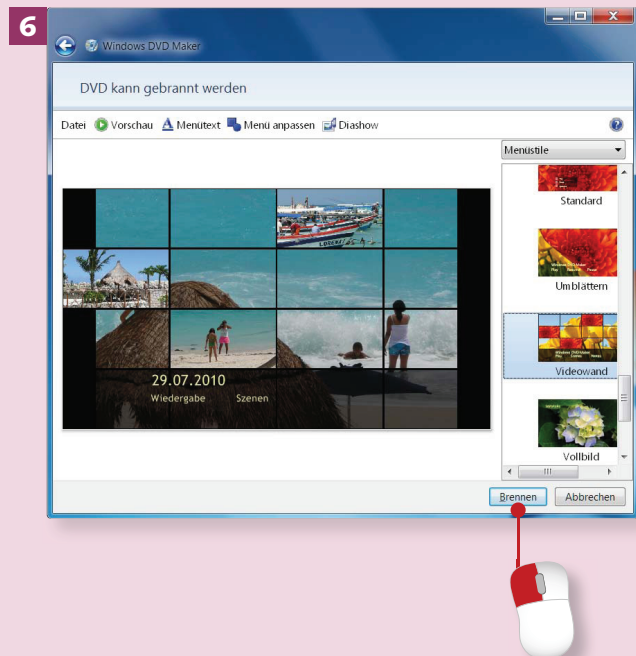 6
Windows DVD Maker
DVD kann gebrannt werden
Datei Vorschau Menütext Menü anpassen Diashow
Menüstile
Standard
Umblättern
Videowand
Vollbild
29.07.2010
Wiedergabe Szenen
Brennen Abbrechen